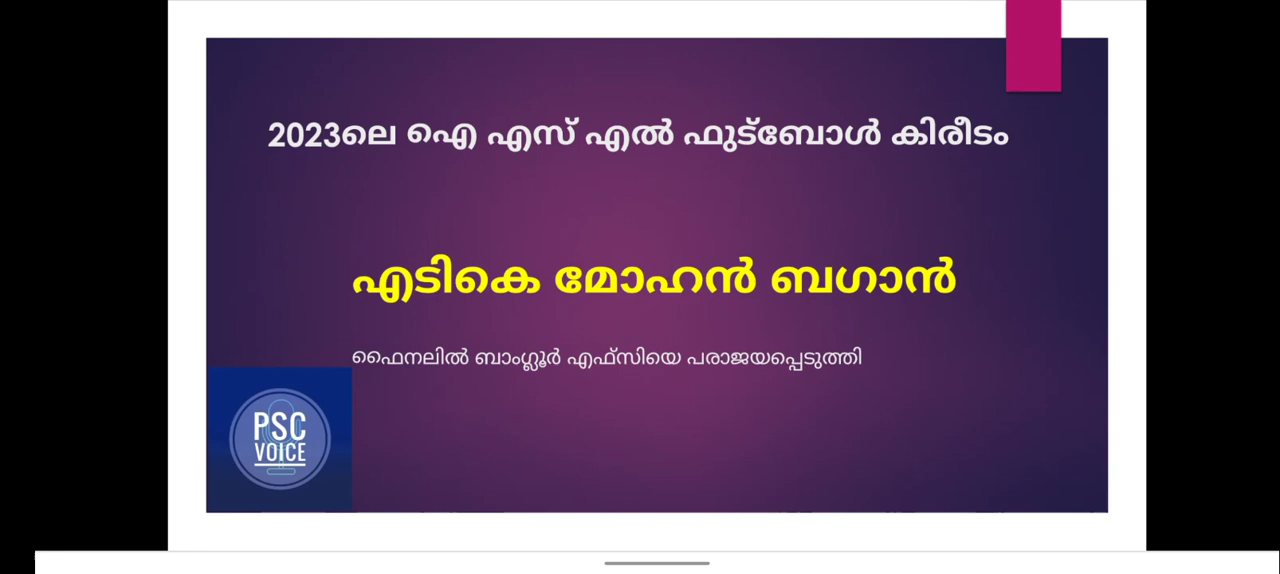 2023ലെ ഐ എസ് എൽ ഫുട്ബോൾ കിരീടം
എടികെ മോഹൻ ബഗാൻ
ഫൈനലിൽ ബാംഗ്ലൂർ എഫ്സിയെ പരാജയപ്പെടുത്തി
PSC
VOICE